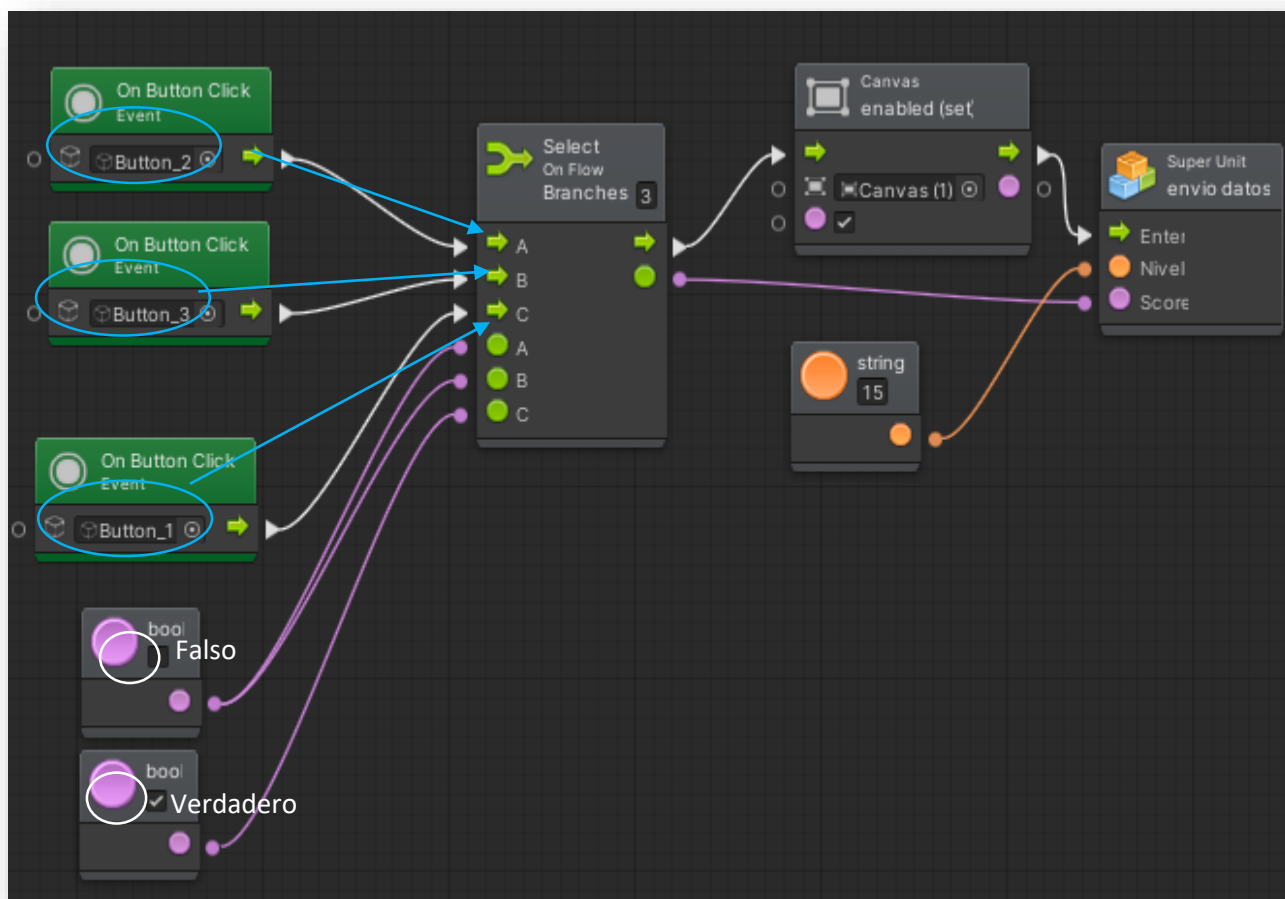 On Button Click
Event
Button_2
On Button Click
Event
Button_3
On Button Click
Event
Button_1
bool
Falso
bool
Verdadero
Select
On Flow
Branches 3
A
B
C
A
B
C
Canvas
enabled (set)
Canvas (1)
string
15
Super Unit
envio datos
Enter
Nivel
Score